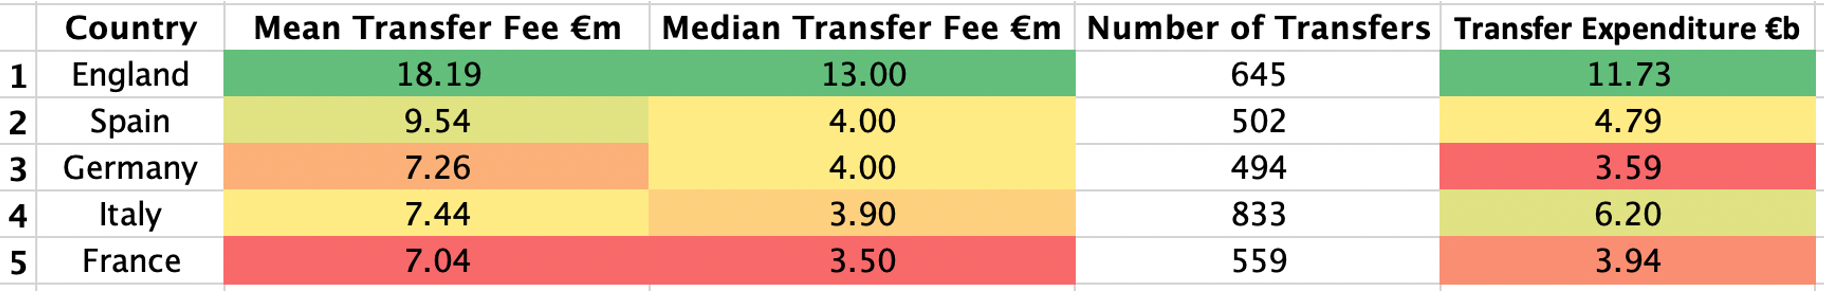 Country Mean Transfer Fee €m Median Transfer Fee €m Number of Transfers Transfer Expenditure €b
1 England 18.19 13.00 645 11.73
2 Spain 9.54 4.00 502 4.79
3 Germany 7.26 4.00 494 3.59
4 Italy 7.44 3.90 833 6.20
5 France 7.04 3.50 559 3.94